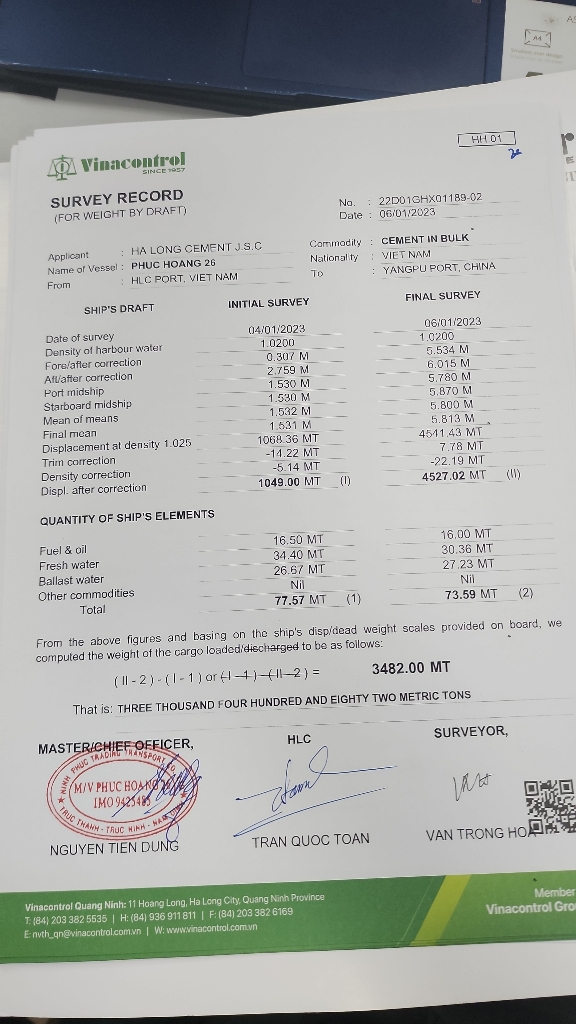 HH 01
Vinacontrol
SINCE 1957
SURVEY RECORD
(FOR WEIGHT BY DRAFT)
No. : 22D01GHX01189-02
Date : 06/01/2023
Applicant : HA LONG CEMENT J.S.C
Name of Vessel : PHUC HOANG 26
From : HLC PORT, VIET NAM
Commodity : CEMENT IN BULK
Nationality : VIET NAM
To : YANGPU PORT, CHINA
SHIP'S DRAFT INITIAL SURVEY FINAL SURVEY
Date of survey 04/01/2023 06/01/2023
Density of harbour water 1.0200 1.0200
Fore/after correction 0.307 M 5.534 M
Aft/after correction 2.759 M 6.015 M
Port midship 1.530 M 5.780 M
Starboard midship 1.530 M 5.870 M
Mean of means 1.532 M 5.800 M
Final mean 1.531 M 5.813 M
Displacement at density 1.025 1068.36 MT 4541.43 MT
Trim correction -14.22 MT 7.78 MT
Density correction -5.14 MT -22.19 MT
Displ. after correction 1049.00 MT (I) 4527.02 MT (II)
QUANTITY OF SHIP'S ELEMENTS
Fuel & oil 16.50 MT 16.00 MT
Fresh water 34.40 MT 30.36 MT
Ballast water 26.67 MT 27.23 MT
Other commodities Nil Nil
Total 77.57 MT (1) 73.59 MT (2)
From the above figures and basing on the ship's disp/dead weight scales provided on board, we
computed the weight of the cargo loaded/discharged to be as follows:
( II - 2 ) - ( I - 1 ) or ( I - 1 ) - ( II - 2 ) = 3482.00 MT
That is: THREE THOUSAND FOUR HUNDRED AND EIGHTY TWO METRIC TONS
MASTER/CHIEF OFFICER, HLC SURVEYOR,
M/V PHUC HOANG
IMO 9425485
NGUYEN TIEN DUNG TRAN QUOC TOAN VAN TRONG HOA
Vinacontrol Quang Ninh: 11 Hoang Long, Ha Long City, Quang Ninh Province
T: (84) 203 382 5535 | H: (84) 936 911 811 | F: (84) 203 382 6169
E: nvth_qn@vinacontrol.com.vn | W: www.vinacontrol.com.vn
Member
Vinacontrol Gro